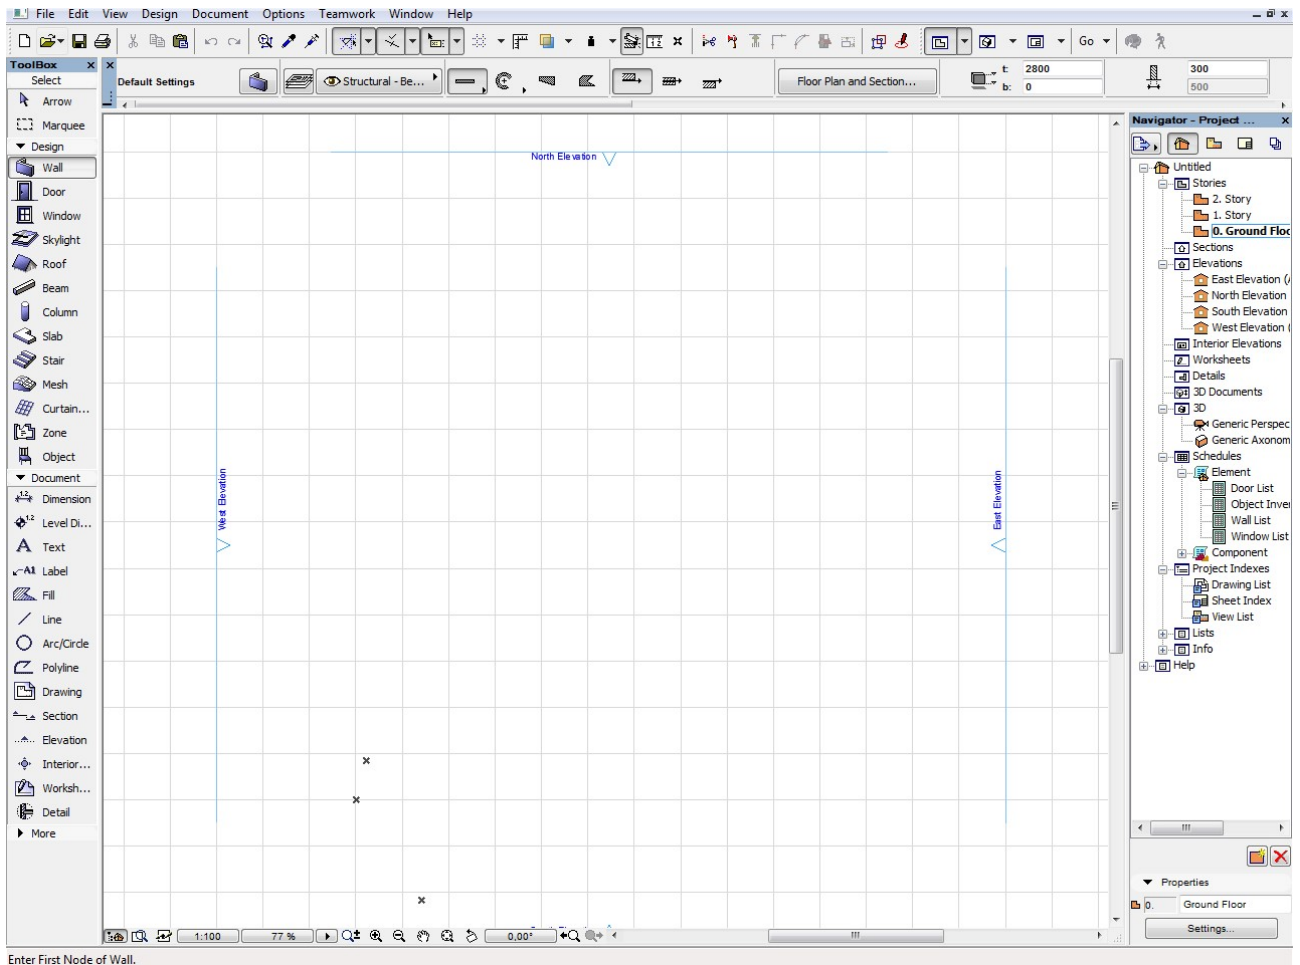 File Edit View Design Document Options Teamwork Window Help
Go
ToolBox x
Select
Arrow
Marquee
Design
Wall
Door
Window
Skylight
Roof
Beam
Column
Slab
Stair
Mesh
Curtain...
Zone
Object
Document
Dimension
Level Di...
Text
Label
Fill
Line
Arc/Circle
Polyline
Drawing
Section
Elevation
Interior...
Worksh...
Detail
More
Default Settings
Structural - Be...
Floor Plan and Section...
t: 2800
b: 0
300
500
North Elevation
West Elevation
East Elevation
1:100 77 % 0,00°
Navigator - Project ... x
Untitled
Stories
2. Story
1. Story
0. Ground Floo
Sections
Elevations
East Elevation (A
North Elevation
South Elevation
West Elevation (
Interior Elevations
Worksheets
Details
3D Documents
3D
Generic Perspec
Generic Axonom
Schedules
Element
Door List
Object Inver
Wall List
Window List
Component
Project Indexes
Drawing List
Sheet Index
View List
Lists
Info
Help
Properties
0. Ground Floor
Settings...
Enter First Node of Wall.